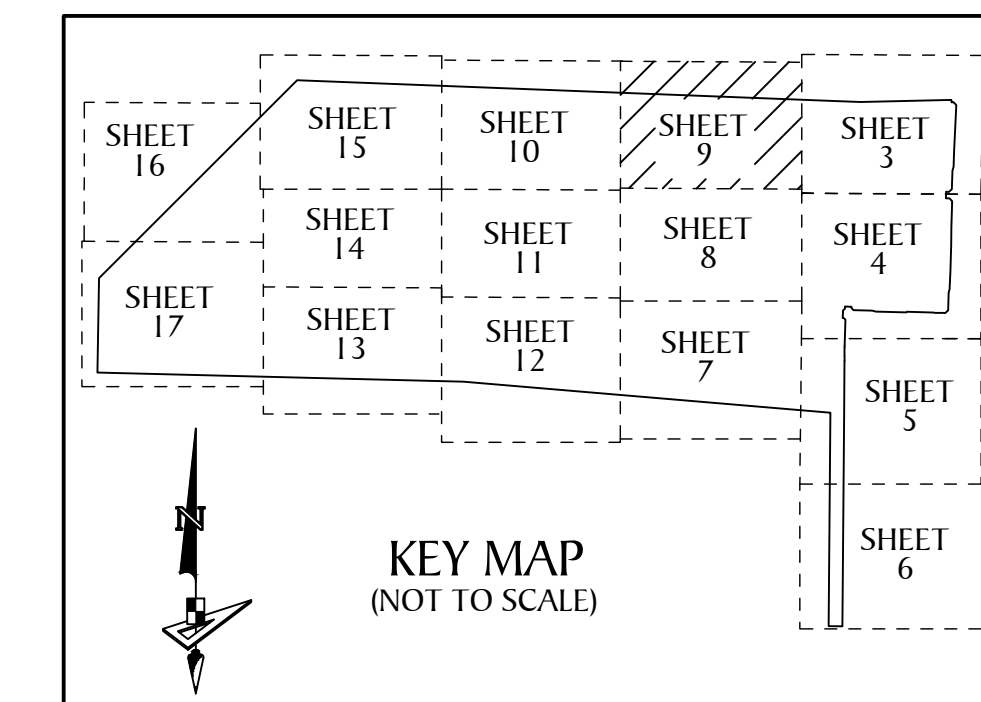 SHEET
16
SHEET
15
SHEET
10
SHEET
9
SHEET
3
SHEET
14
SHEET
11
SHEET
8
SHEET
4
SHEET
17
SHEET
13
SHEET
12
SHEET
7
SHEET
5
SHEET
6
N
KEY MAP
(NOT TO SCALE)